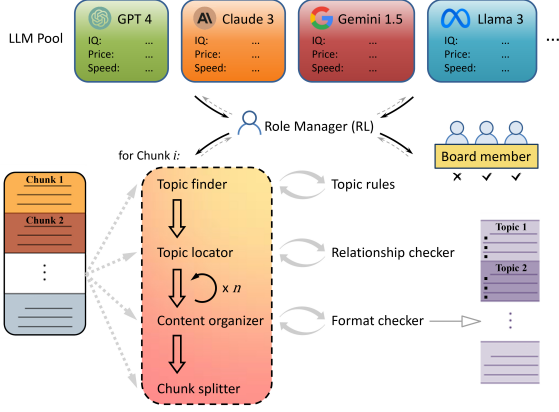 LLM Pool
GPT 4
IQ: ...
Price: ...
Speed: ...
Claude 3
IQ: ...
Price: ...
Speed: ...
Gemini 1.5
IQ: ...
Price: ...
Speed: ...
Llama 3
IQ: ...
Price: ...
Speed: ...
...
Role Manager (RL)
Board member
for Chunk i:
Chunk 1
Chunk 2
Topic finder
Topic locator
x n
Content organizer
Chunk splitter
Topic rules
Relationship checker
Format checker
Topic 1
Topic 2